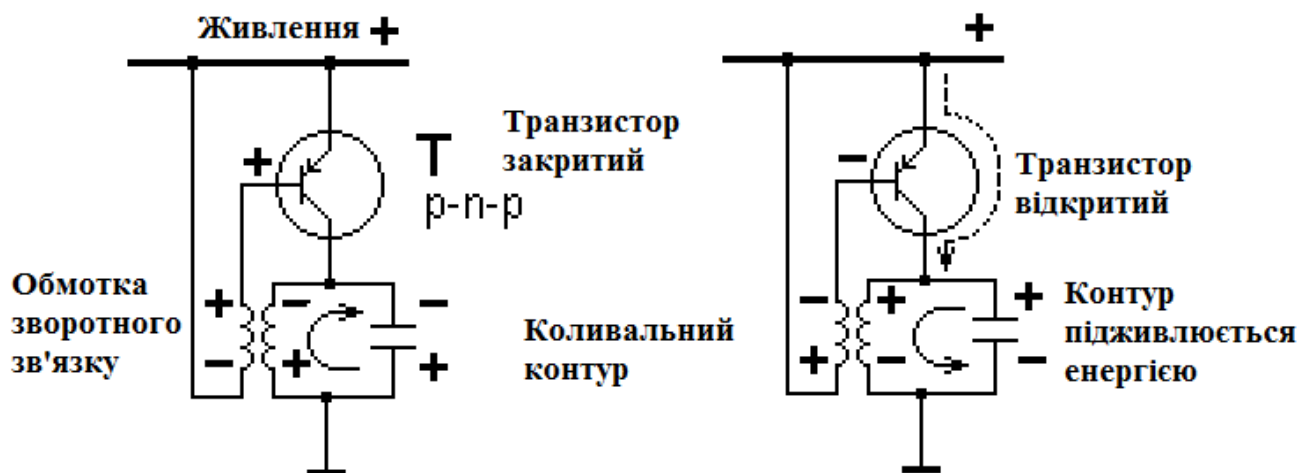 Живлення +
+
Транзистор
закритий
+
T
p-n-p
Обмотка
зворотного
зв'язку
+
−
−
+
−
+
Коливальний
контур
−
Транзистор
відкритий
−
+
+
−
+
−
Контур
підживлюється
енергією